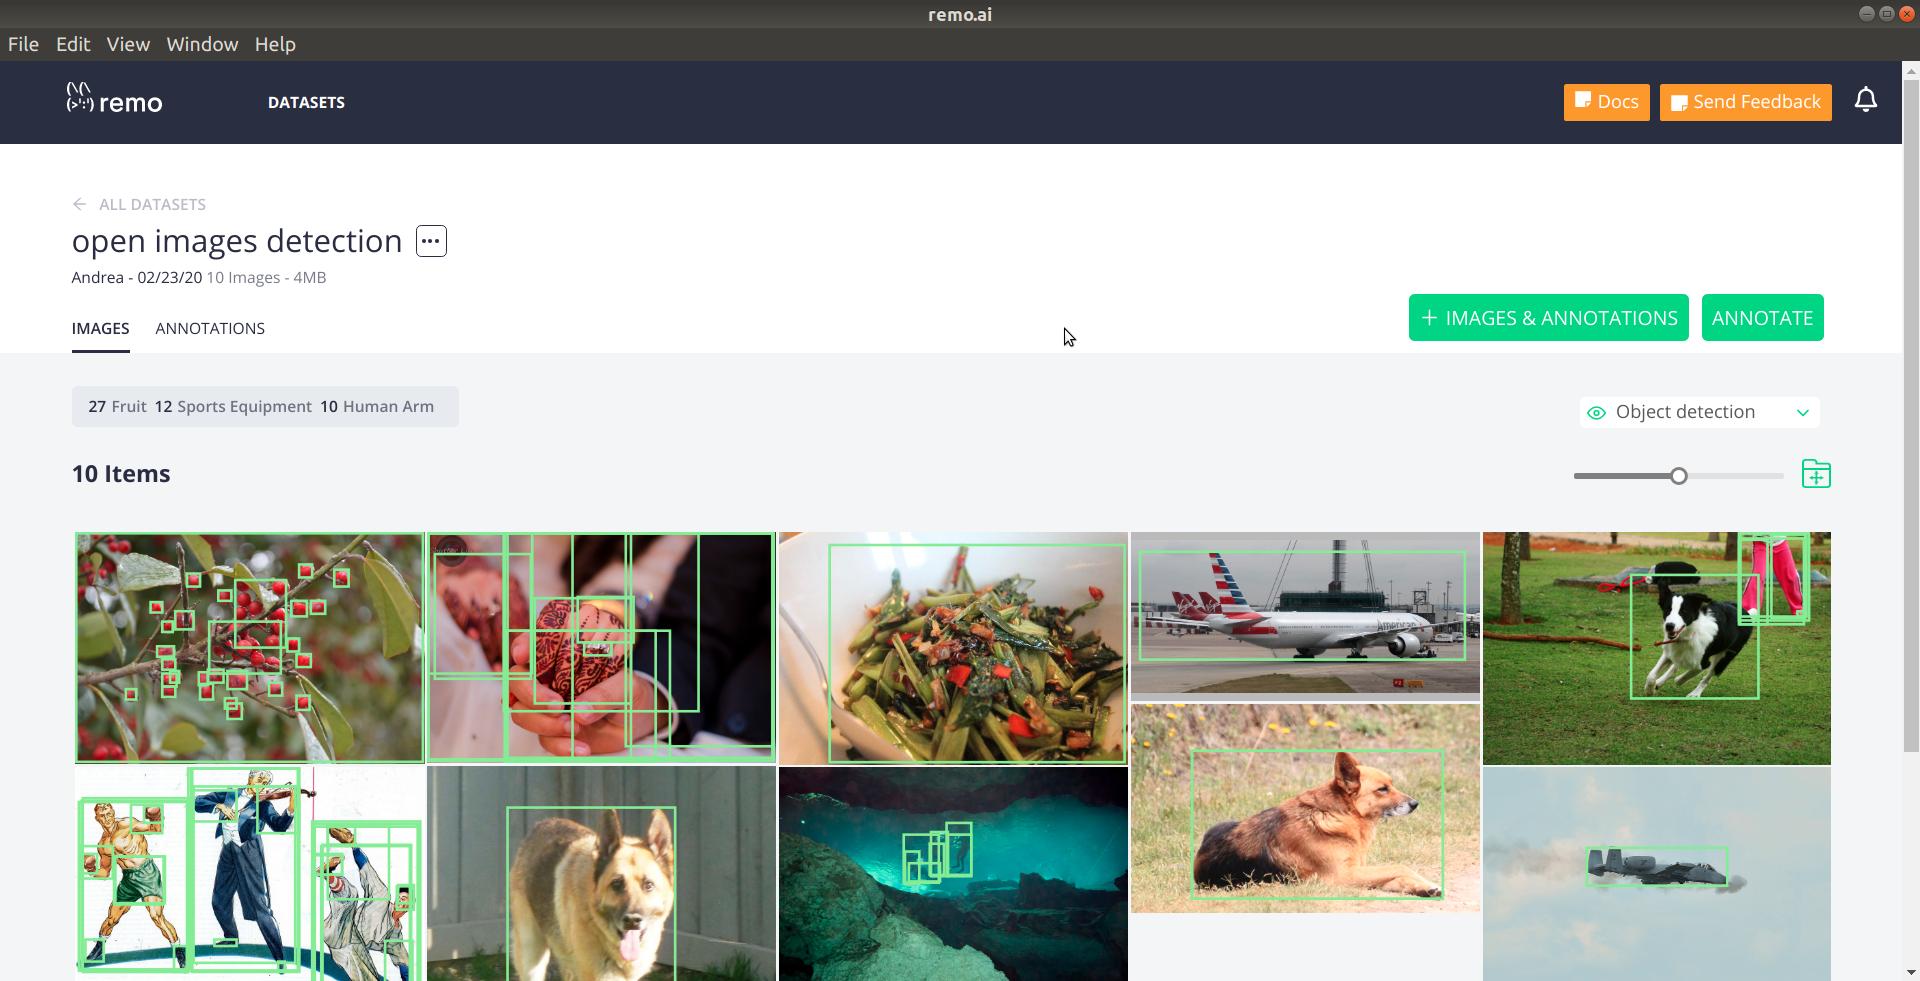 remo.ai
File Edit View Window Help
remo
DATASETS
Docs
Send Feedback
ALL DATASETS
open images detection
Andrea - 02/23/20 10 Images - 4MB
IMAGES ANNOTATIONS
+ IMAGES & ANNOTATIONS
ANNOTATE
27 Fruit 12 Sports Equipment 10 Human Arm
Object detection
10 Items
American